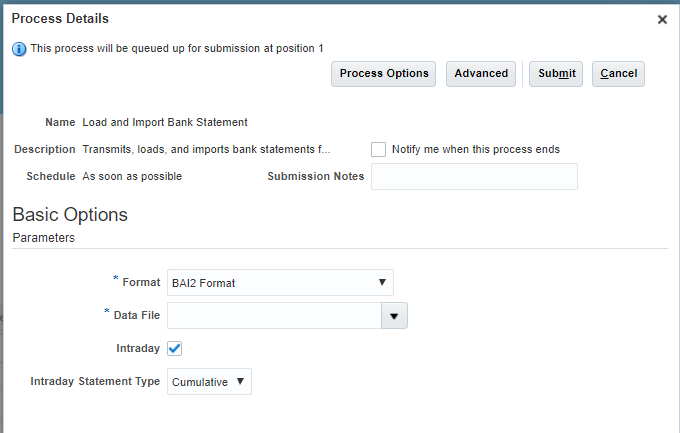 Process Details
This process will be queued up for submission at position 1
Process Options Advanced Submit Cancel
Name Load and Import Bank Statement
Description Transmits, loads, and imports bank statements f... Notify me when this process ends
Schedule As soon as possible Submission Notes
Basic Options
Parameters
* Format BAI2 Format
* Data File
Intraday
Intraday Statement Type Cumulative